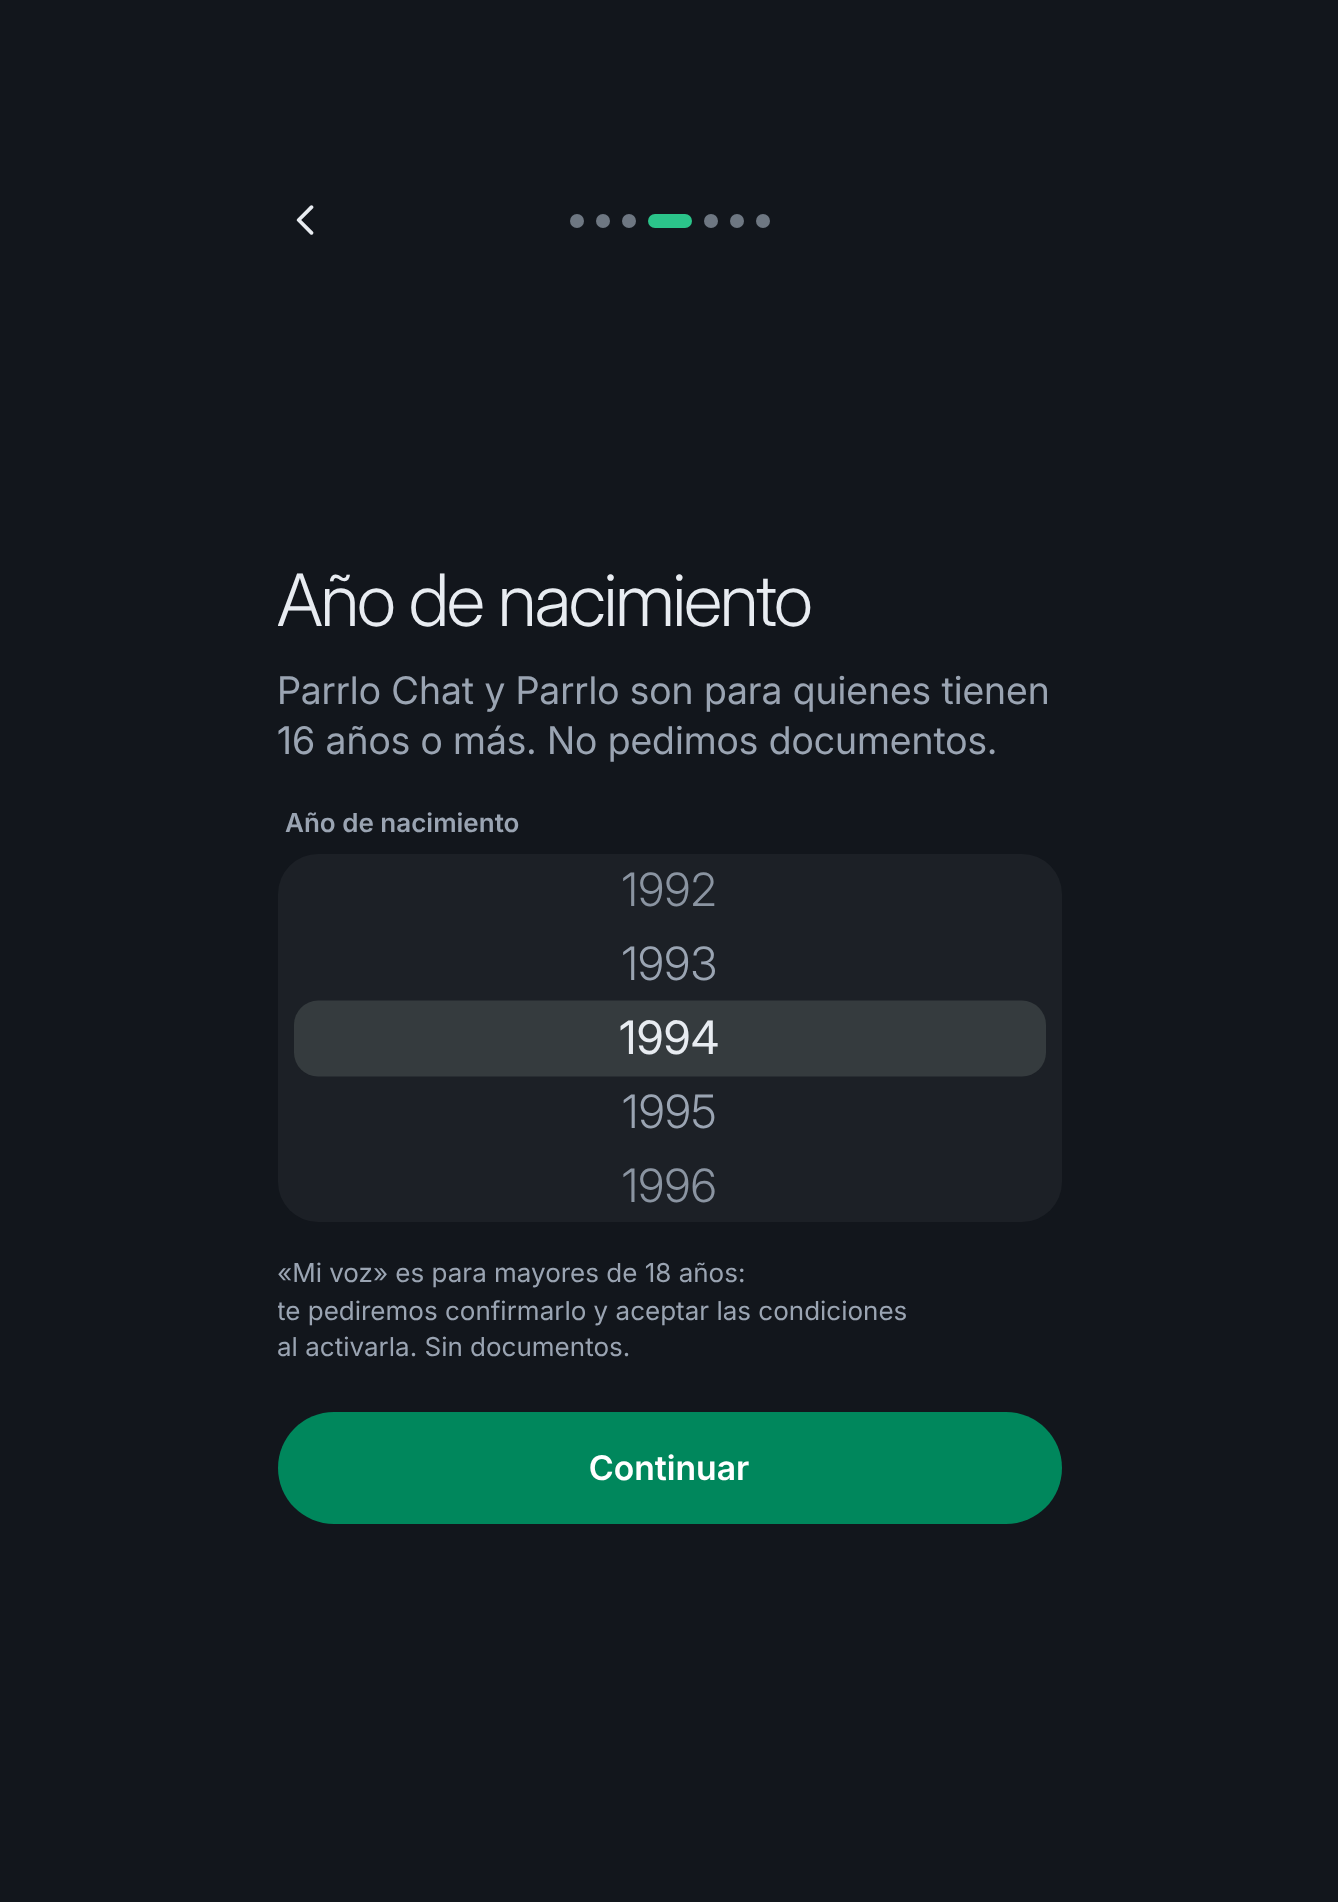 Año de nacimiento
Parrlo Chat y Parrlo son para quienes tienen
16 años o más. No pedimos documentos.
Año de nacimiento
1992
1993
1994
1995
1996
«Mi voz» es para mayores de 18 años:
te pediremos confirmarlo y aceptar las condiciones
al activarla. Sin documentos.
Continuar